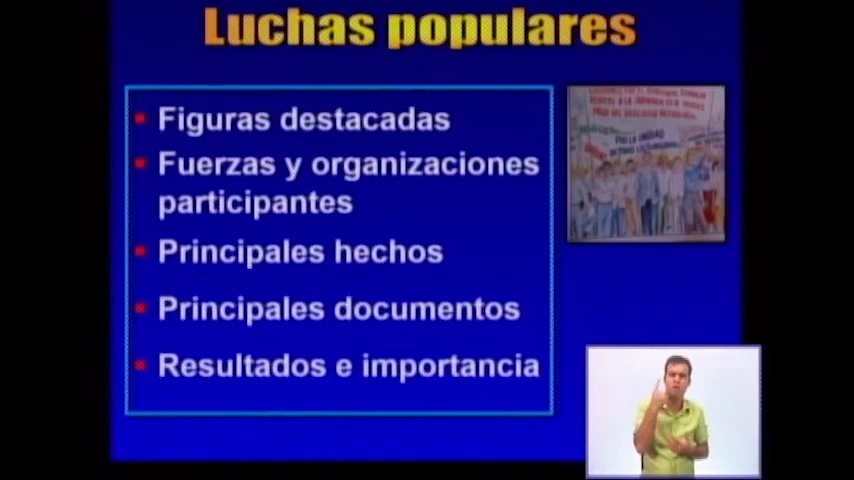 Luchas populares
Figuras destacadas
Fuerzas y organizaciones
participantes
Principales hechos
Principales documentos
Resultados e importancia